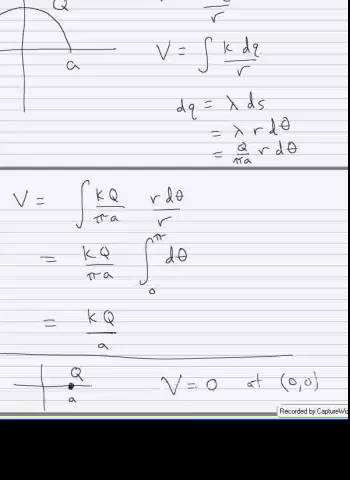 Q
r
a
V = ∫ k dq / r
dq = λ ds
= λ r dθ
= Q/πa r dθ
V = ∫ kQ/πa r dθ/r
= kQ/πa ∫₀^π dθ
= kQ/a
Q
a
V = 0 at (0,0)
Recorded by CaptureWiz